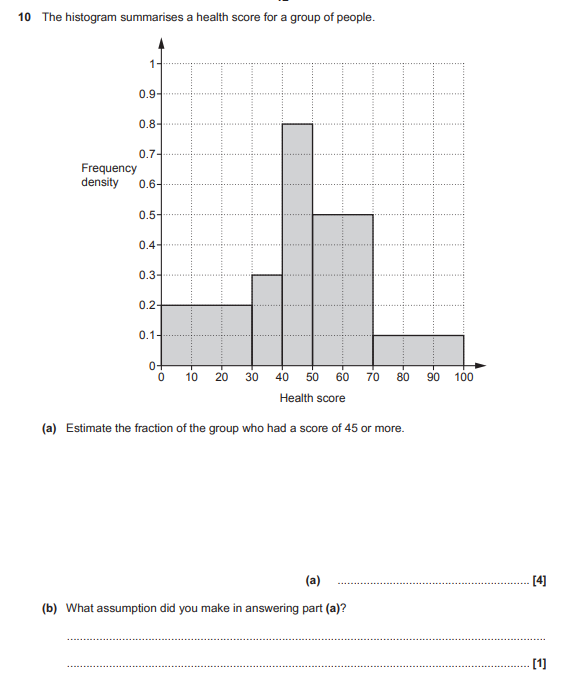 10 The histogram summarises a health score for a group of people.
1
0.9
0.8
0.7
Frequency
density
0.6
0.5
0.4
0.3
0.2
0.1
0
0 10 20 30 40 50 60 70 80 90 100
Health score
(a) Estimate the fraction of the group who had a score of 45 or more.
(a) .......................................................... [4]
(b) What assumption did you make in answering part (a)?
..........................................................
.......................................................... [1]